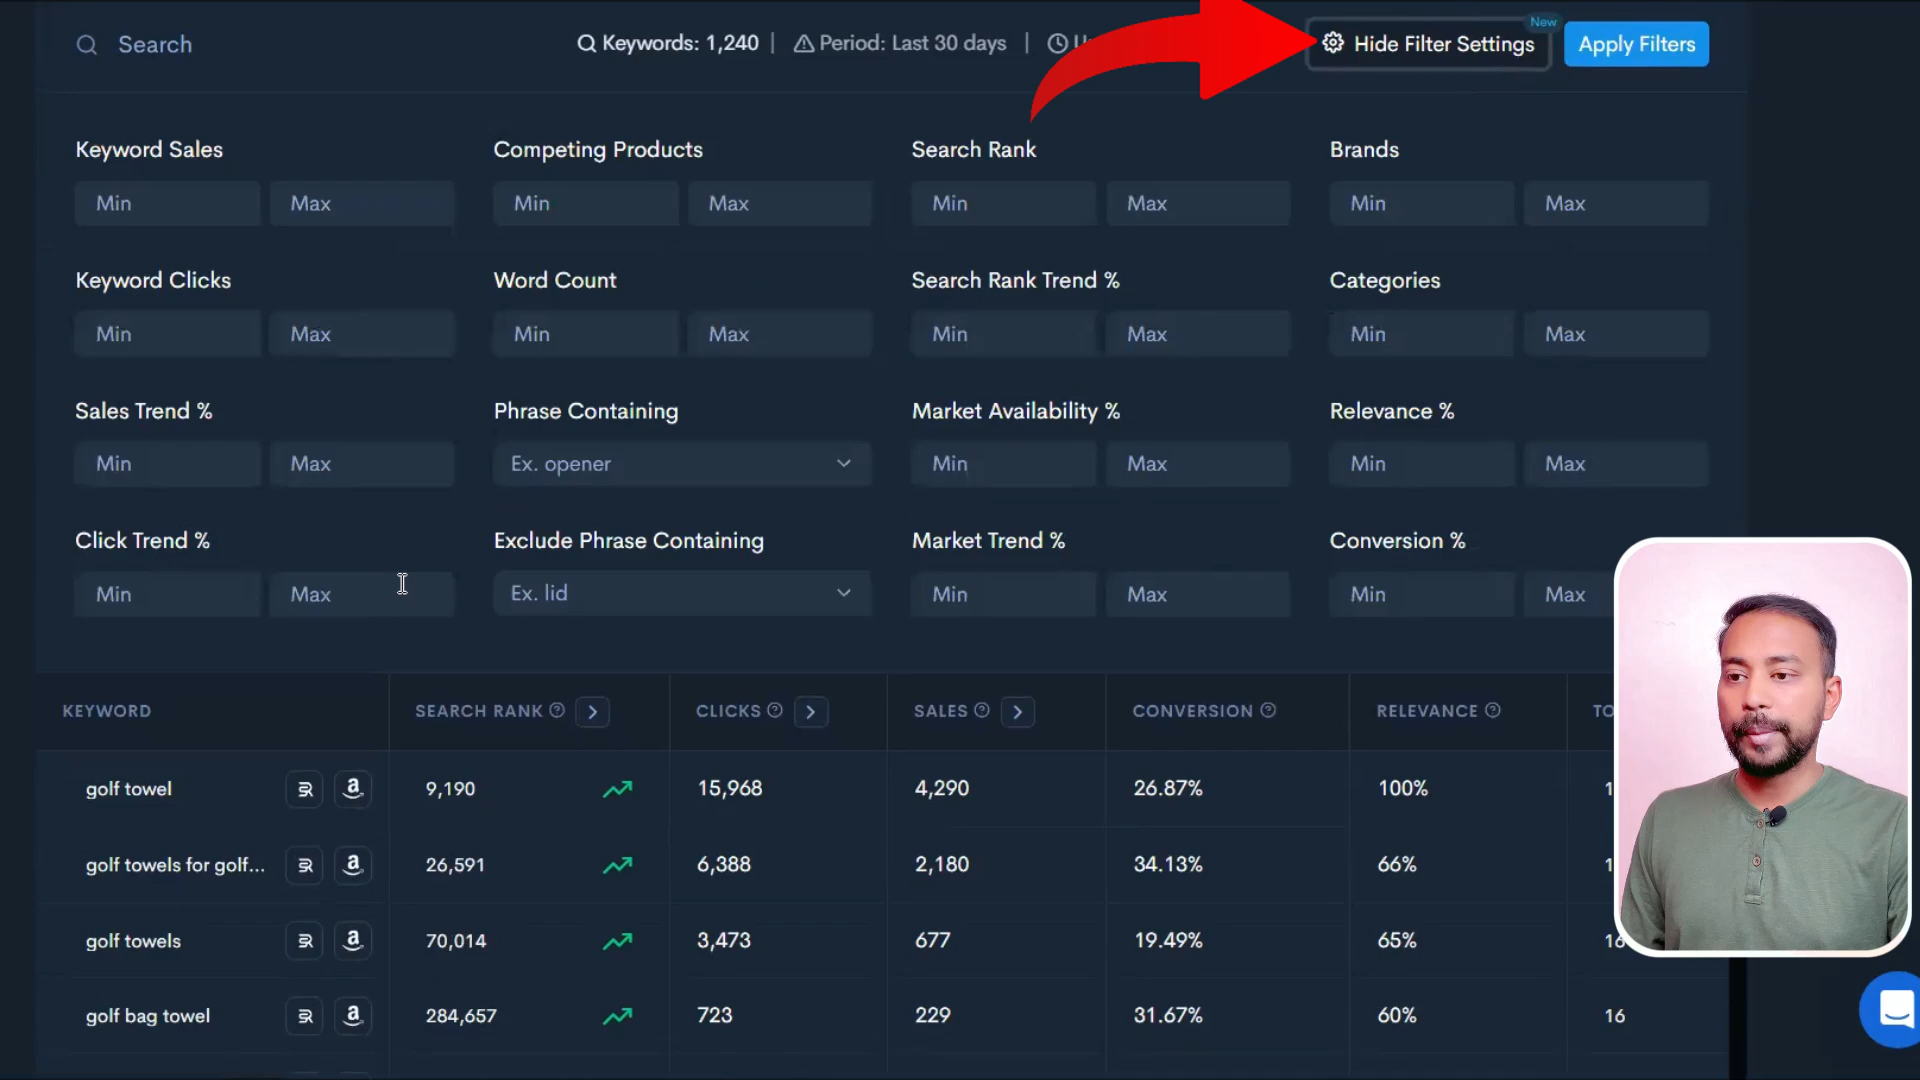 Search
Keywords: 1,240 | Period: Last 30 days |
New
Hide Filter Settings
Apply Filters
Keyword Sales
Competing Products
Search Rank
Brands
Min Max Min Max Min Max Min Max
Keyword Clicks
Word Count
Search Rank Trend %
Categories
Min Max Min Max Min Max Min Max
Sales Trend %
Phrase Containing
Market Availability %
Relevance %
Min Max Ex. opener Min Max Min Max
Click Trend %
Exclude Phrase Containing
Market Trend %
Conversion %
Min Max Ex. lid Min Max Min Max
KEYWORD SEARCH RANK CLICKS SALES CONVERSION RELEVANCE
golf towel 9,190 15,968 4,290 26.87% 100%
golf towels for golf... 26,591 6,388 2,180 34.13% 66%
golf towels 70,014 3,473 677 19.49% 65%
golf bag towel 284,657 723 229 31.67% 60% 16